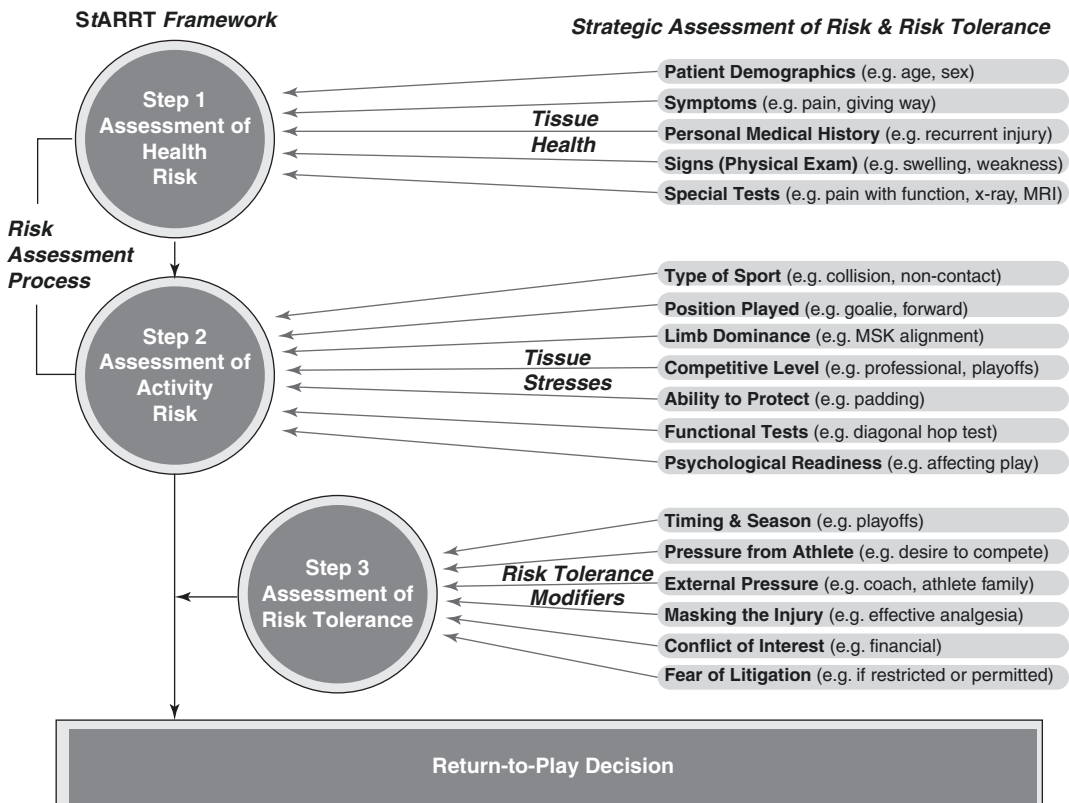 StARRT Framework
Strategic Assessment of Risk & Risk Tolerance
Step 1
Assessment of
Health
Risk
Tissue
Health
Patient Demographics (e.g. age, sex)
Symptoms (e.g. pain, giving way)
Personal Medical History (e.g. recurrent injury)
Signs (Physical Exam) (e.g. swelling, weakness)
Special Tests (e.g. pain with function, x-ray, MRI)
Risk
Assessment
Process
Step 2
Assessment of
Activity
Risk
Tissue
Stresses
Type of Sport (e.g. collision, non-contact)
Position Played (e.g. goalie, forward)
Limb Dominance (e.g. MSK alignment)
Competitive Level (e.g. professional, playoffs)
Ability to Protect (e.g. padding)
Functional Tests (e.g. diagonal hop test)
Psychological Readiness (e.g. affecting play)
Step 3
Assessment of
Risk Tolerance
Risk Tolerance
Modifiers
Timing & Season (e.g. playoffs)
Pressure from Athlete (e.g. desire to compete)
External Pressure (e.g. coach, athlete family)
Masking the Injury (e.g. effective analgesia)
Conflict of Interest (e.g. financial)
Fear of Litigation (e.g. if restricted or permitted)
Return-to-Play Decision